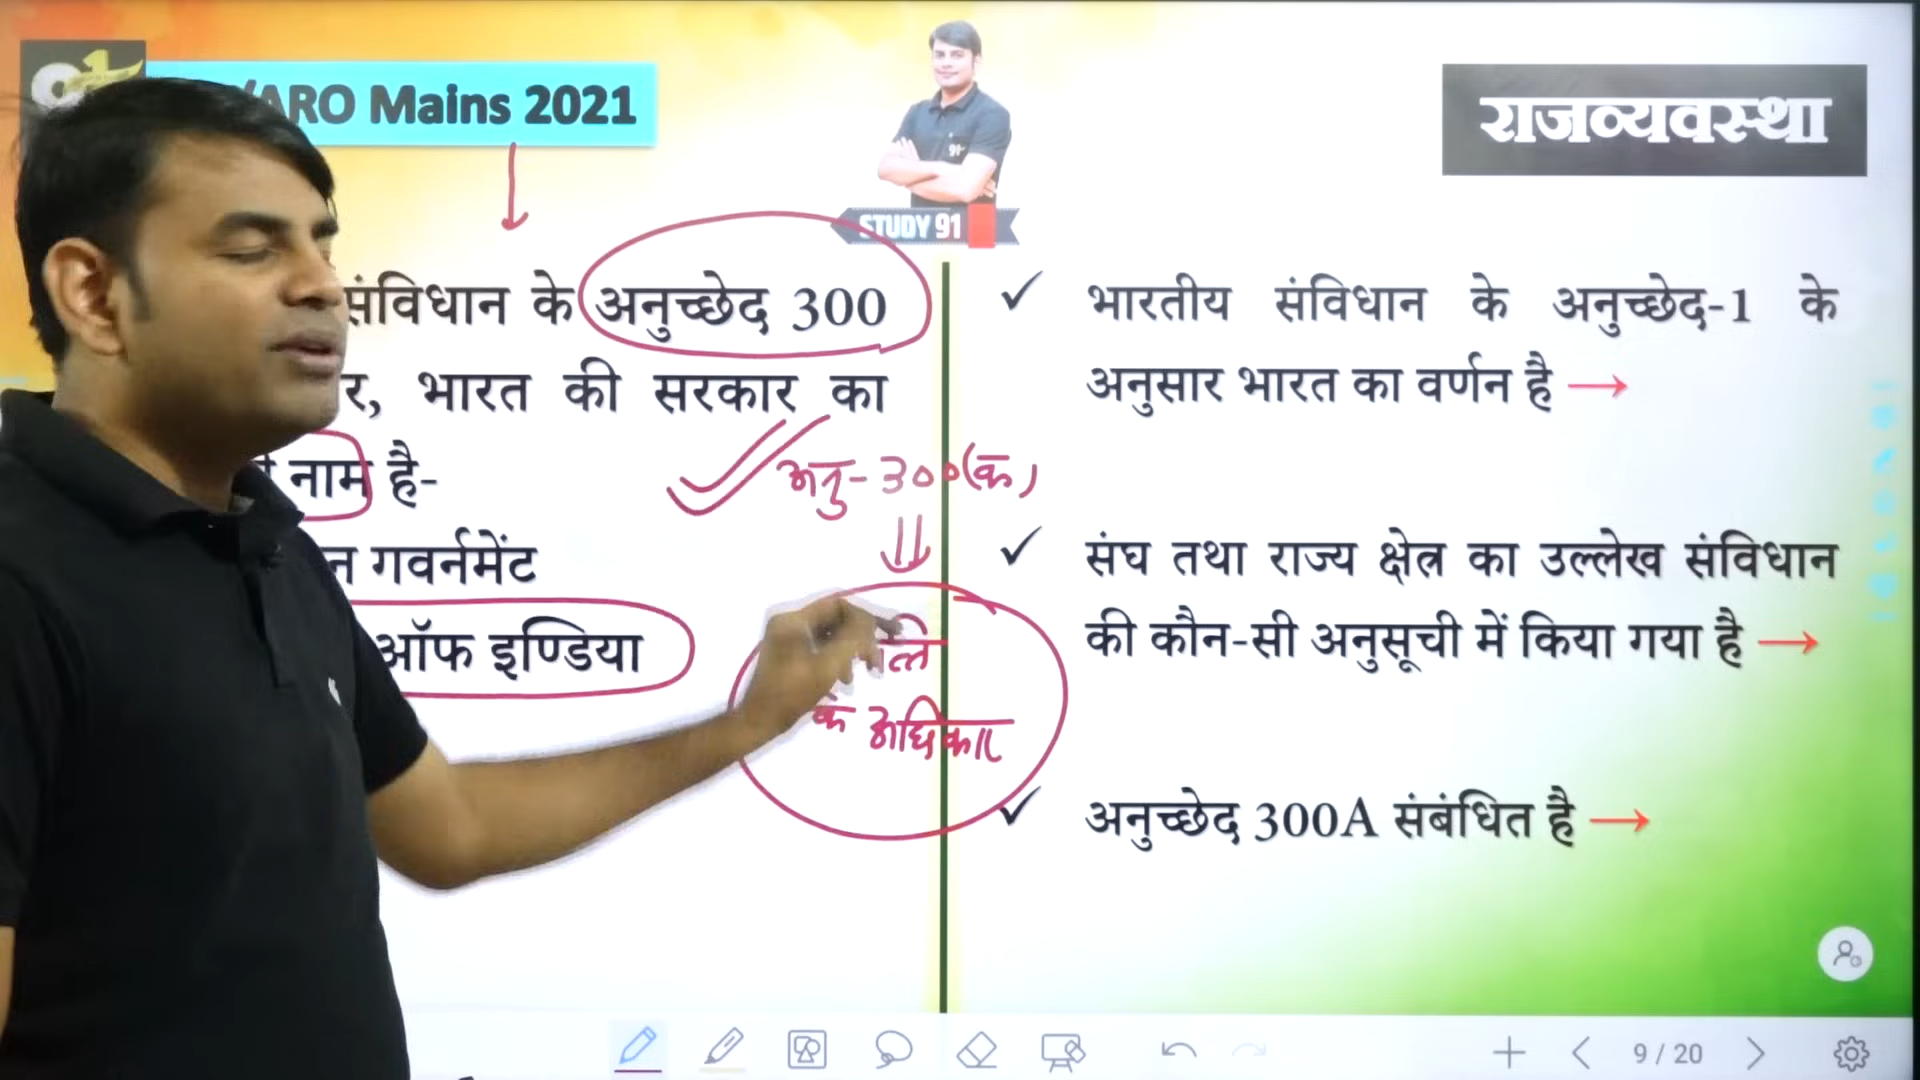 ARO Mains 2021
राजव्यवस्था
STUDY 91
संविधान के अनुच्छेद 300
र, भारत की सरकार का
नाम है-
न गवर्नमेंट
ऑफ इण्डिया
अनु-300(क)
के अधिकार
✓ भारतीय संविधान के अनुच्छेद-1 के
अनुसार भारत का वर्णन है →
✓ संघ तथा राज्य क्षेत्र का उल्लेख संविधान
की कौन-सी अनुसूची में किया गया है →
✓ अनुच्छेद 300A संबंधित है →
9 / 20